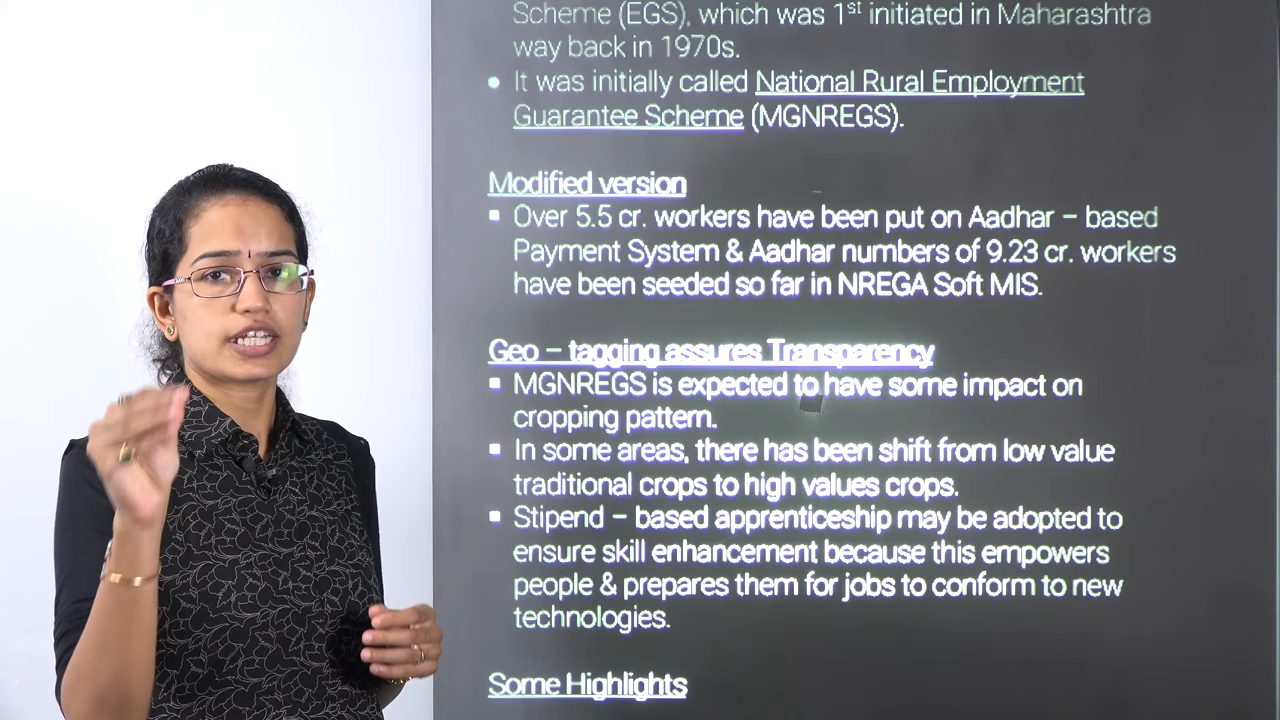 Scheme (EGS), which was 1st initiated in Maharashtra
way back in 1970s.
• It was initially called National Rural Employment
Guarantee Scheme (MGNREGS).
Modified version
▪ Over 5.5 cr. workers have been put on Aadhar – based
Payment System & Aadhar numbers of 9.23 cr. workers
have been seeded so far in NREGA Soft MIS.
Geo – tagging assures Transparency
▪ MGNREGS is expected to have some impact on
cropping pattern.
▪ In some areas, there has been shift from low value
traditional crops to high values crops.
▪ Stipend – based apprenticeship may be adopted to
ensure skill enhancement because this empowers
people & prepares them for jobs to conform to new
technologies.
Some Highlights